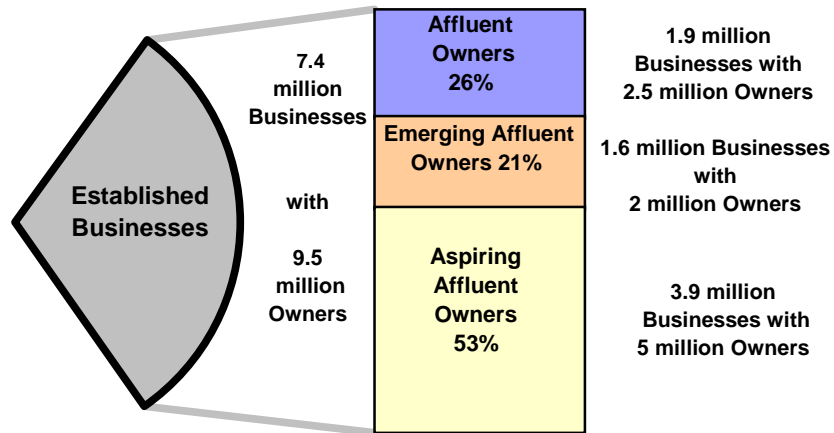 Established
Businesses
7.4
million
Businesses
with
9.5
million
Owners
Affluent
Owners
26%
Emerging Affluent
Owners 21%
Aspiring
Affluent
Owners
53%
1.9 million
Businesses with
2.5 million Owners
1.6 million Businesses
with
2 million Owners
3.9 million
Businesses with
5 million Owners